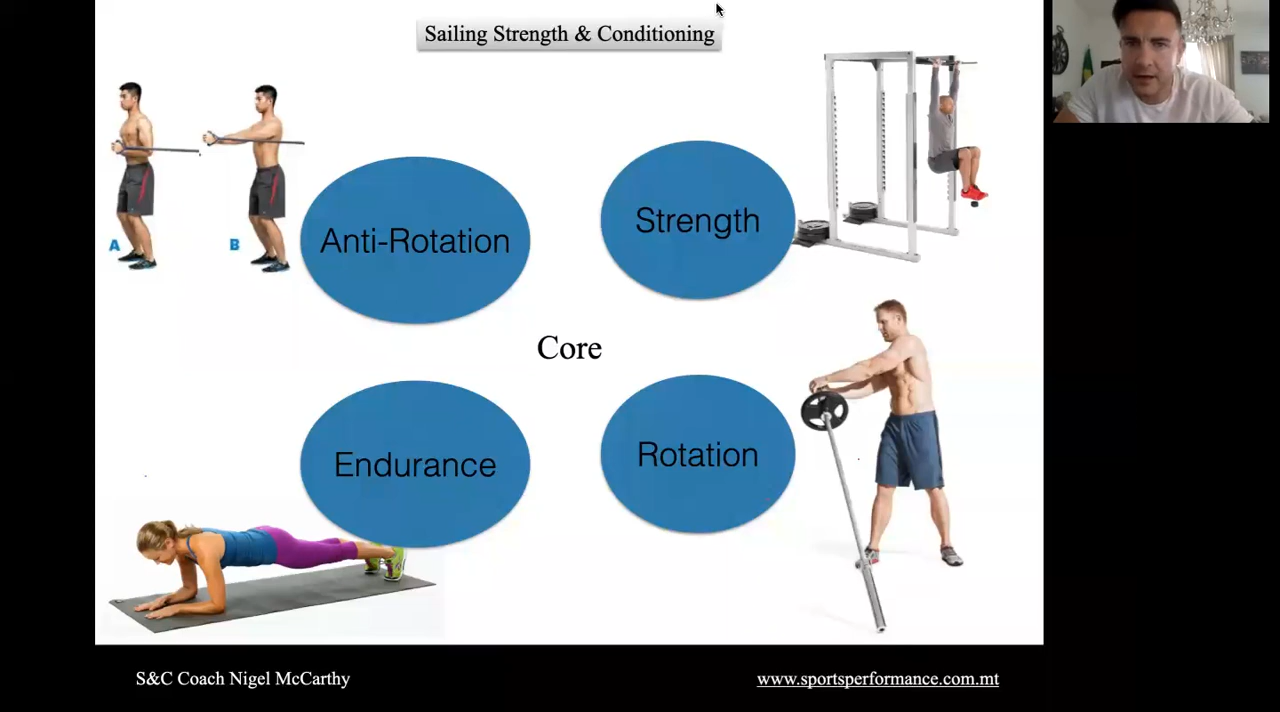 Sailing Strength & Conditioning
Anti-Rotation
Strength
A
B
Core
Endurance
Rotation
S&C Coach Nigel McCarthy
www.sportsperformance.com.mt